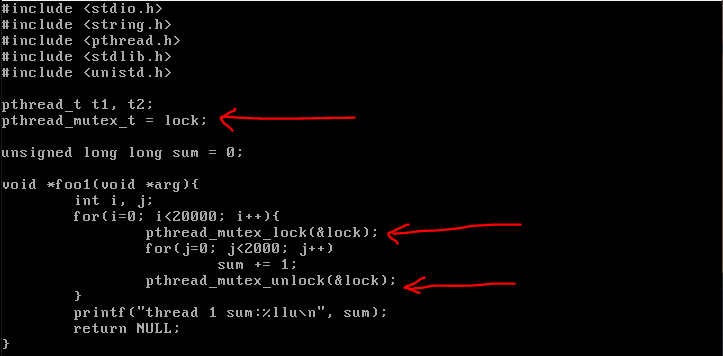 #include <stdio.h>
#include <string.h>
#include <pthread.h>
#include <stdlib.h>
#include <unistd.h>
pthread_t t1, t2;
pthread_mutex_t = lock;
unsigned long long sum = 0;
void *foo1(void *arg){
int i, j;
for(i=0; i<20000; i++){
pthread_mutex_lock(&lock);
for(j=0; j<2000; j++)
sum += 1;
pthread_mutex_unlock(&lock);
}
printf("thread 1 sum:%llu\n", sum);
return NULL;
}